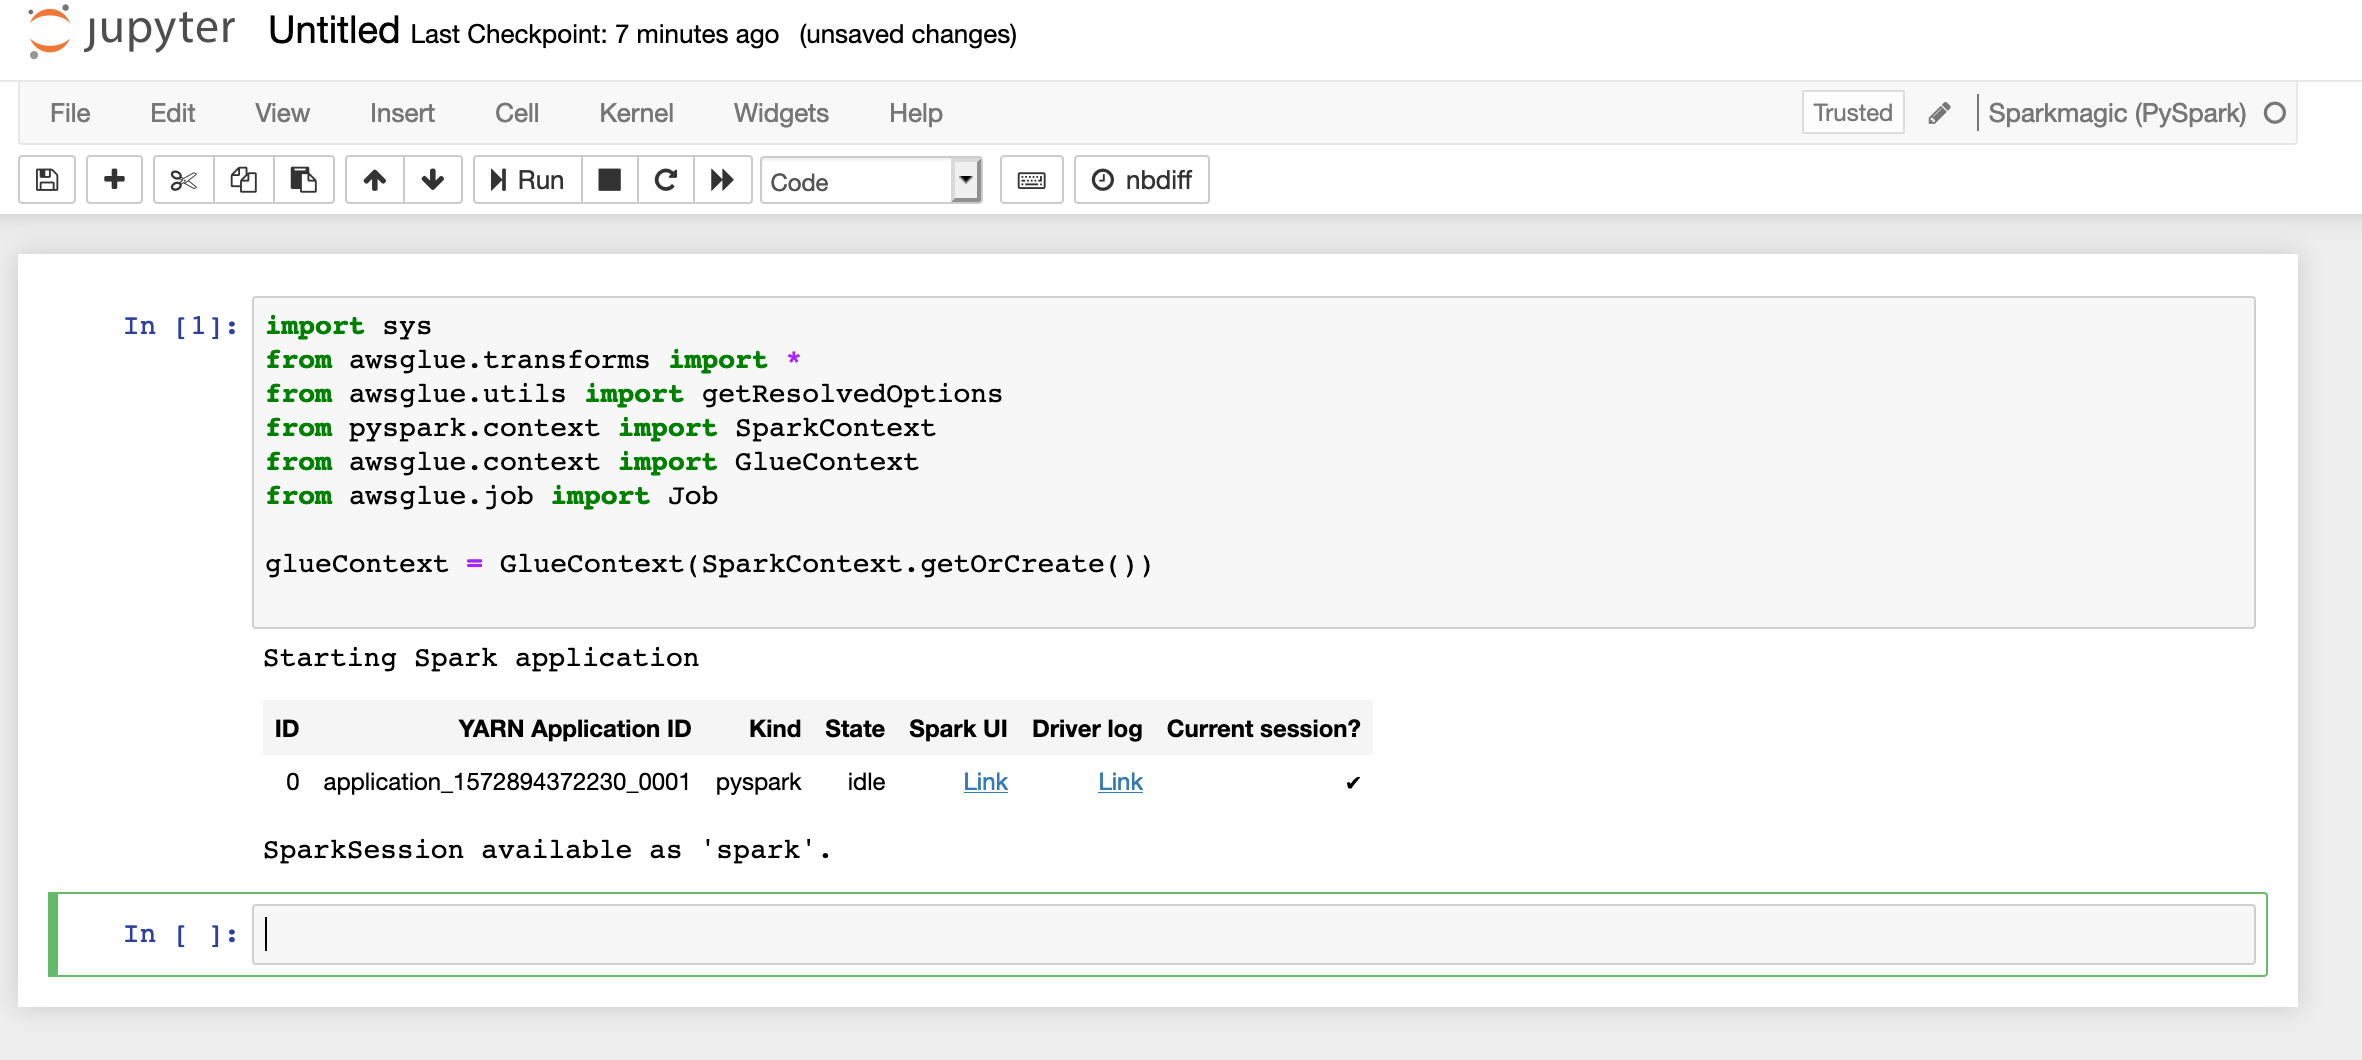 jupyter Untitled Last Checkpoint: 7 minutes ago (unsaved changes)
File Edit View Insert Cell Kernel Widgets Help Trusted Sparkmagic (PySpark)
Run Code nbdiff
In [1]: import sys
from awsglue.transforms import *
from awsglue.utils import getResolvedOptions
from pyspark.context import SparkContext
from awsglue.context import GlueContext
from awsglue.job import Job
glueContext = GlueContext(SparkContext.getOrCreate())
Starting Spark application
ID YARN Application ID Kind State Spark UI Driver log Current session?
0 application_1572894372230_0001 pyspark idle Link Link ✔
SparkSession available as 'spark'.
In [ ]: